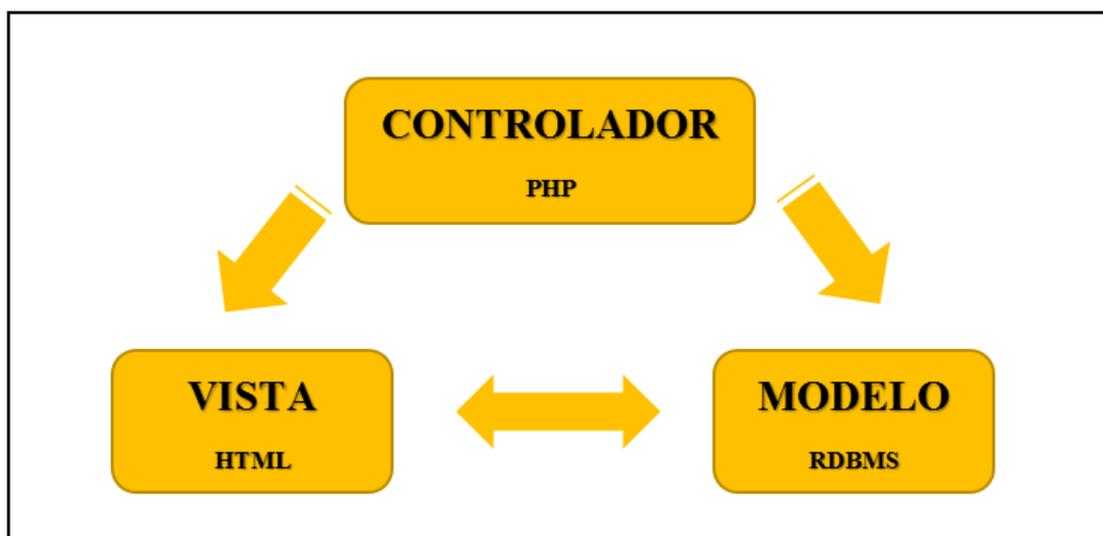 CONTROLADOR
PHP
VISTA
HTML
MODELO
RDBMS